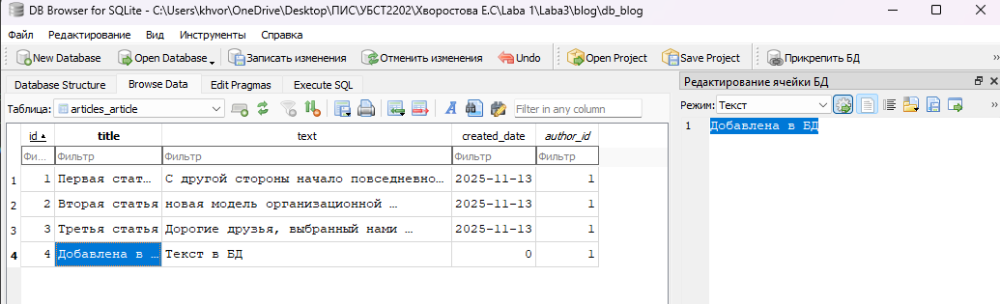 DB Browser for SQLite - C:\Users\khvor\OneDrive\Desktop\ПИС\УБСТ2202\Хворостова Е.С\Laba 1\Laba3\blog\db_blog
Файл Редактирование Вид Инструменты Справка
New Database Open Database Записать изменения Отменить изменения Undo Open Project Save Project Прикрепить БД »
Database Structure Browse Data Edit Pragmas Execute SQL
Таблица: articles_article Filter in any column
id title text created_date author_id
Фи... Фильтр Фильтр Фильтр Фильтр
1 1 Первая стат… С другой стороны начало повседневно… 2025-11-13 1
2 2 Вторая статья новая модель организационной … 2025-11-13 1
3 3 Третья статья Дорогие друзья, выбранный нами … 2025-11-13 1
4 4 Добавлена в … Текст в БД 0 1
Редактирование ячейки БД
Режим: Текст »
1 Добавлена в БД